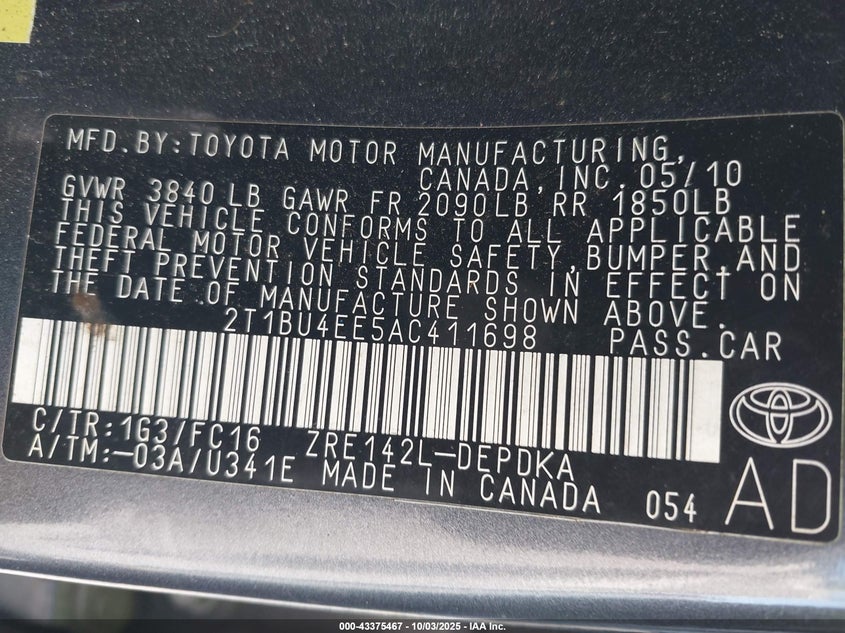 MFD.BY:TOYOTA MOTOR MANUFACTURING,
CANADA,INC. 05/10
GVWR 3840 LB GAWR FR 2090LB RR 1850LB
THIS VEHICLE CONFORMS TO ALL APPLICABLE
FEDERAL MOTOR VEHICLE SAFETY,BUMPER,AND
THEFT PREVENTION STANDARDS IN EFFECT ON
THE DATE OF MANUFACTURE SHOWN ABOVE.
2T1BU4EE5AC411698 PASS.CAR
C/TR:1G3/FC16 ZRE142L-DEPDKA
A/TM:-03A/U341E MADE IN CANADA 054 AD
000-43375467 - 10/03/2025 - IAA Inc.